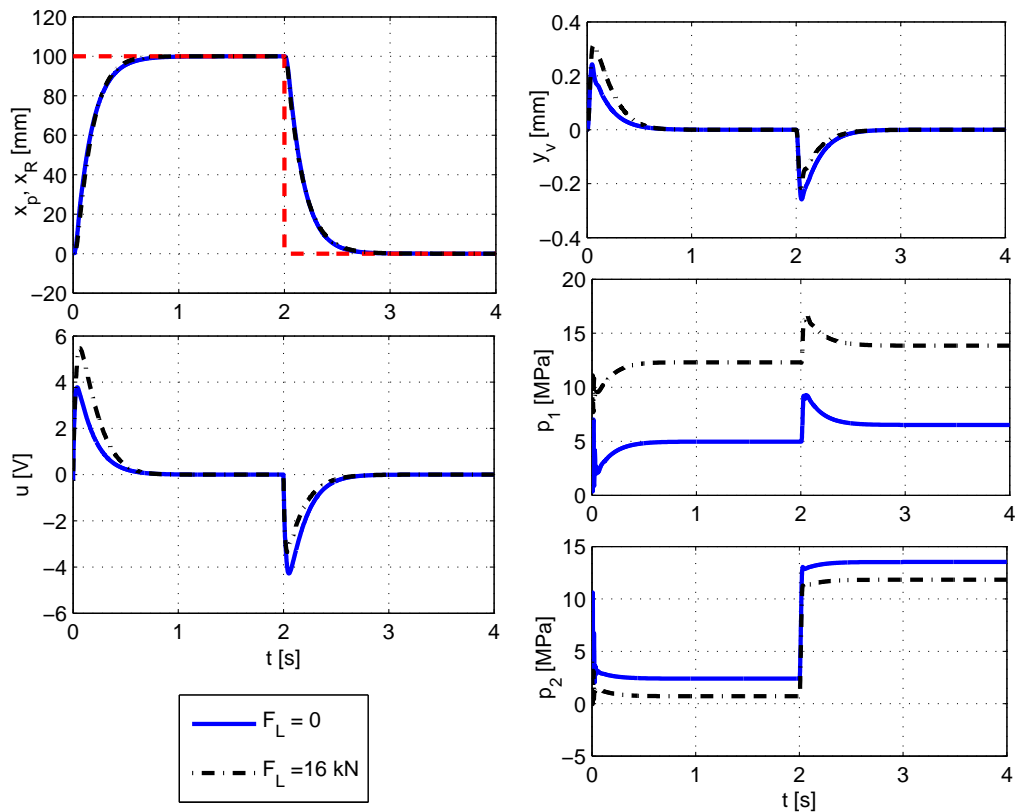 120
100
80
60
40
20
0
−20
0 1 2 3 4
x_p, x_R [mm]
6
4
2
0
−2
−4
−6
0 1 2 3 4
u [V]
t [s]
F_L = 0
F_L =16 kN
0.4
0.2
0
−0.2
−0.4
0 1 2 3 4
y_v [mm]
20
15
10
5
0
0 1 2 3 4
p_1 [MPa]
15
10
5
0
−5
0 1 2 3 4
p_2 [MPa]
t [s]